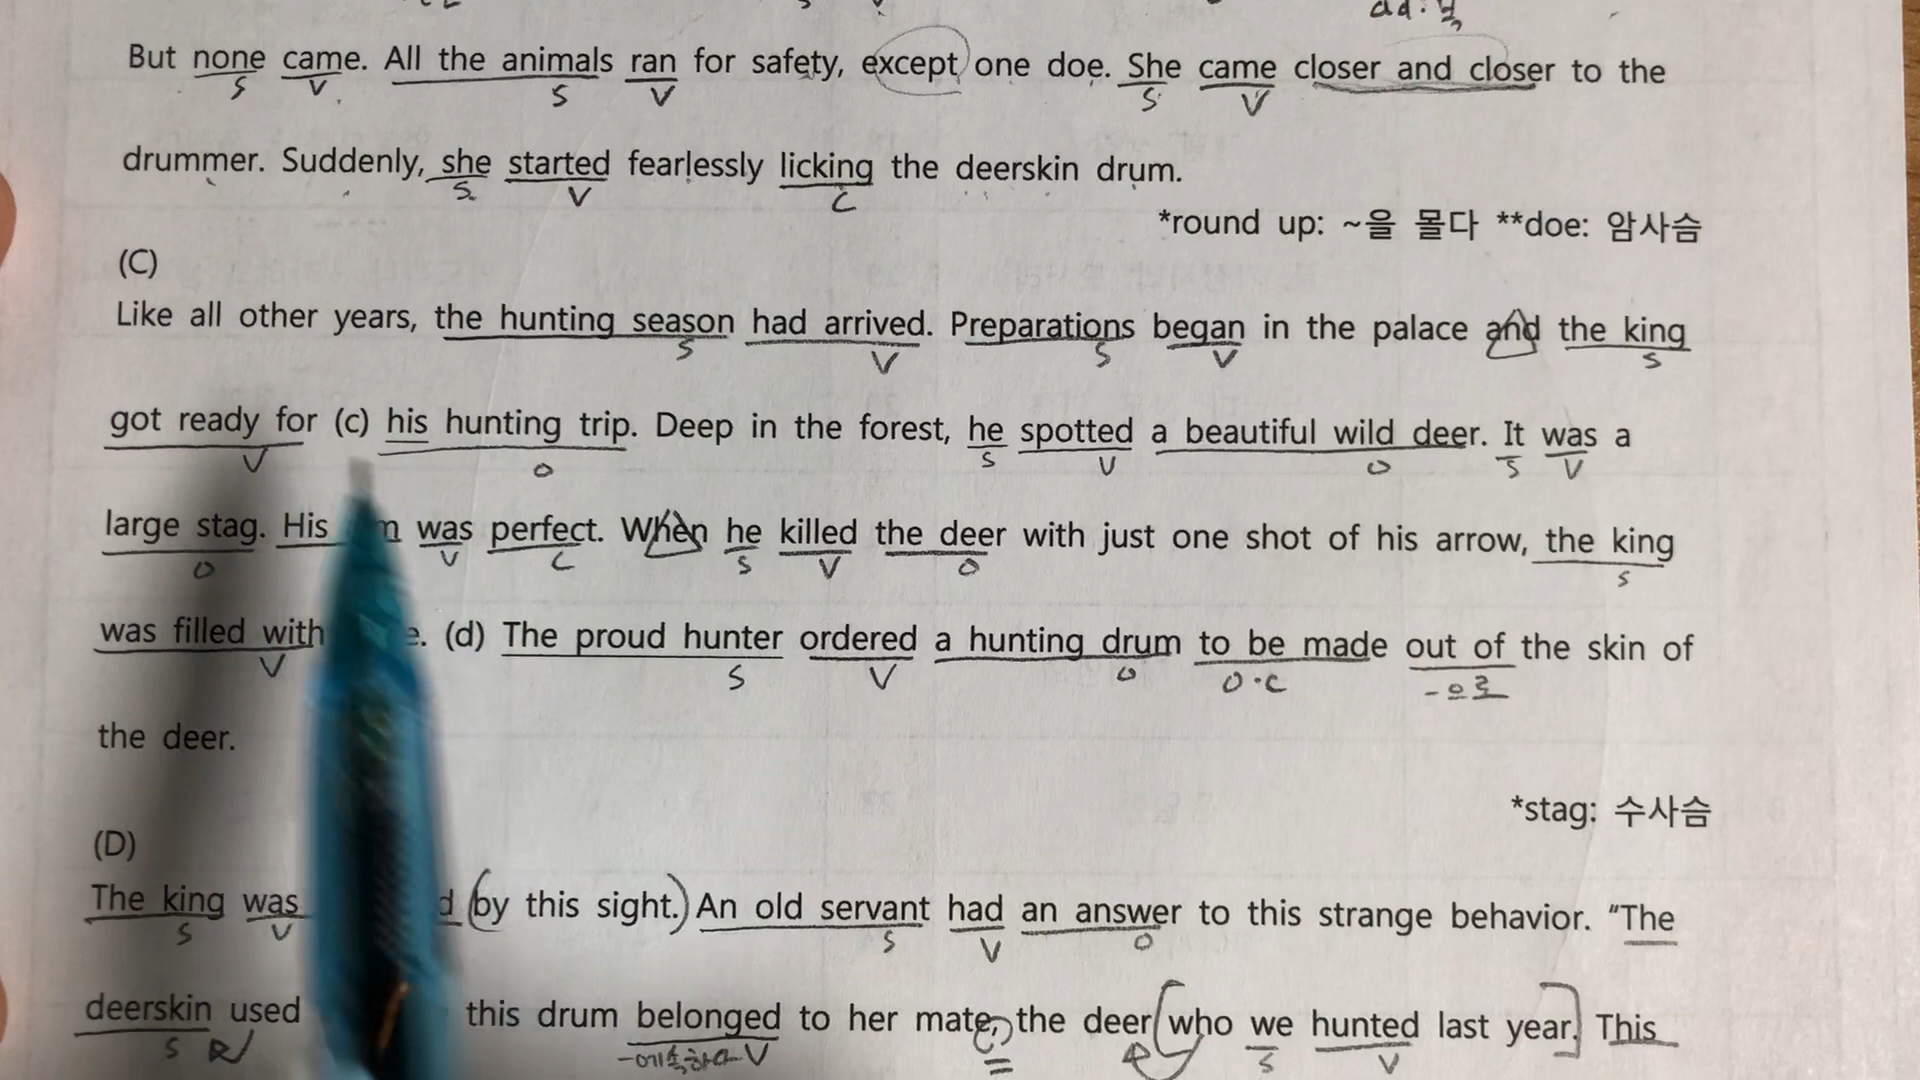 But none came. All the animals ran for safety, except one doe. She came closer and closer to the
S V S V S V
drummer. Suddenly, she started fearlessly licking the deerskin drum.
S V C
*round up: ~을 몰다 **doe: 암사슴
(C)
Like all other years, the hunting season had arrived. Preparations began in the palace and the king
S V S V S
got ready for (c) his hunting trip. Deep in the forest, he spotted a beautiful wild deer. It was a
V O S V O S V
large stag. His was perfect. When he killed the deer with just one shot of his arrow, the king
O V C S V O S
was filled with (d) The proud hunter ordered a hunting drum to be made out of the skin of
V S V O O·C -으로
the deer.
*stag: 수사슴
(D)
The king was by this sight. An old servant had an answer to this strange behavior. “The
S V S V O
deerskin used this drum belonged to her mate, the deer who we hunted last year. This
S -에 속하다 V S V